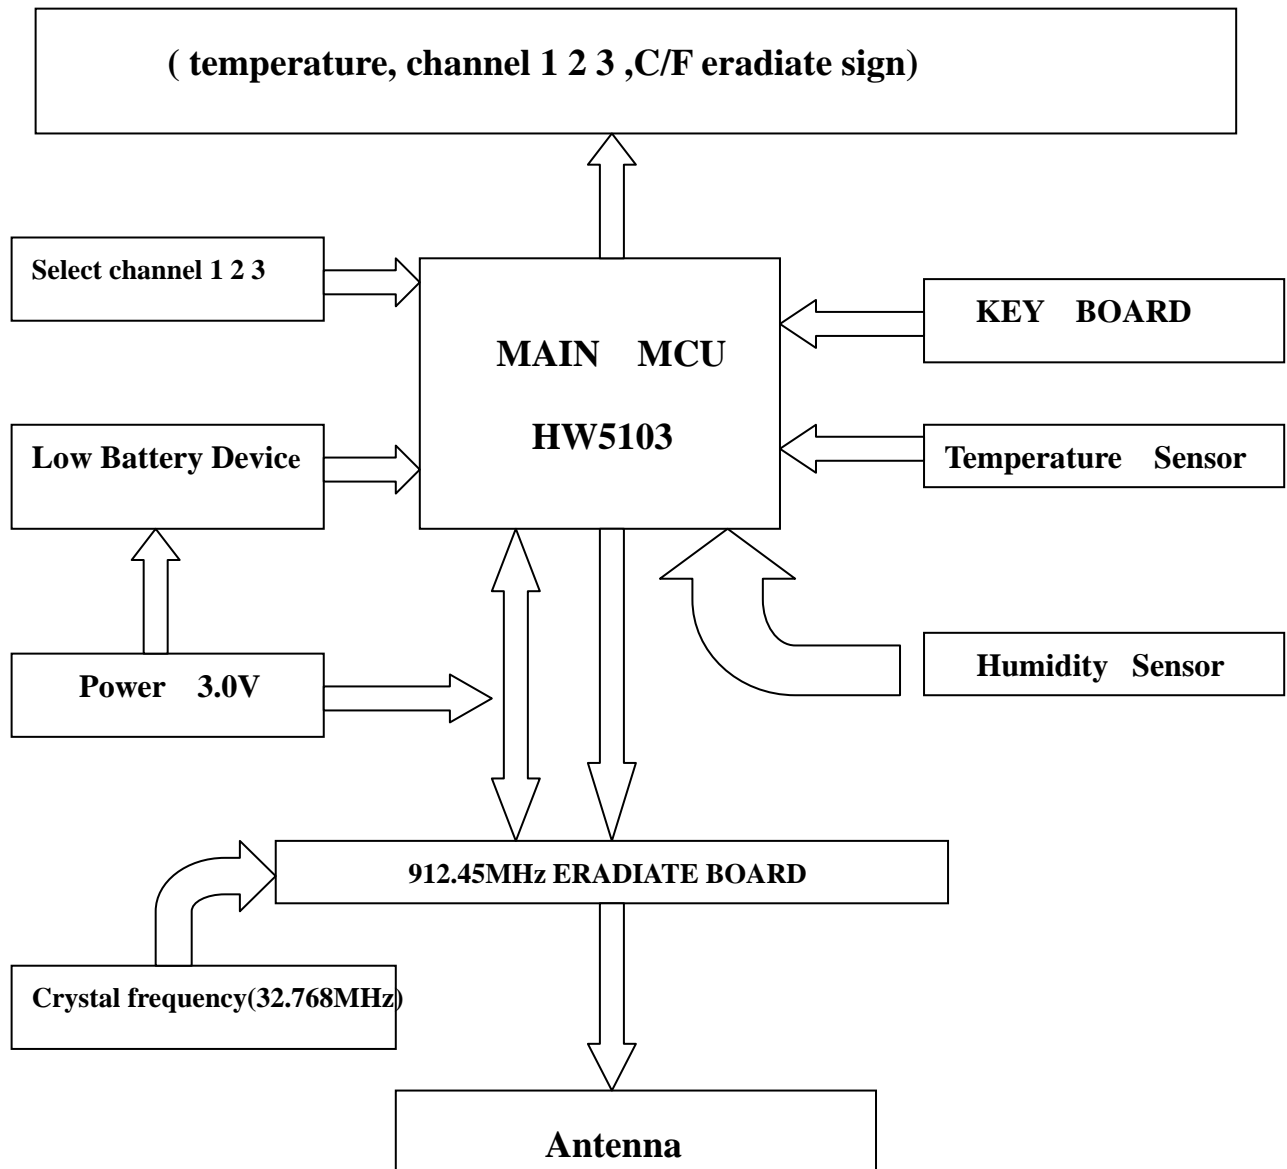 ( temperature, channel 1 2 3 ,C/F eradiate sign)
Select channel 1 2 3
KEY BOARD
MAIN MCU
HW5103
Low Battery Device
Temperature Sensor
Power 3.0V
Humidity Sensor
912.45MHz ERADIATE BOARD
Crystal frequency(32.768MHz)
Antenna